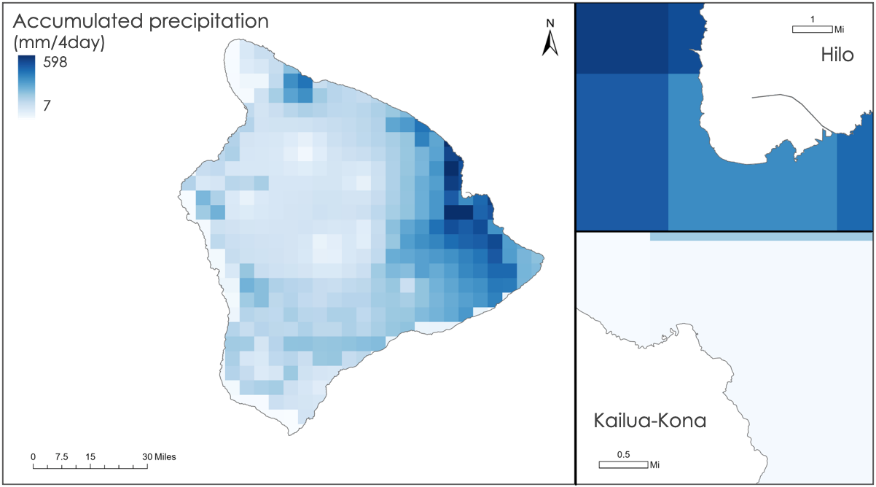 Accumulated precipitation
(mm/4day)
598
7
N
0 7.5 15 30 Miles
1
Mi
Hilo
Kailua-Kona
0.5
Mi